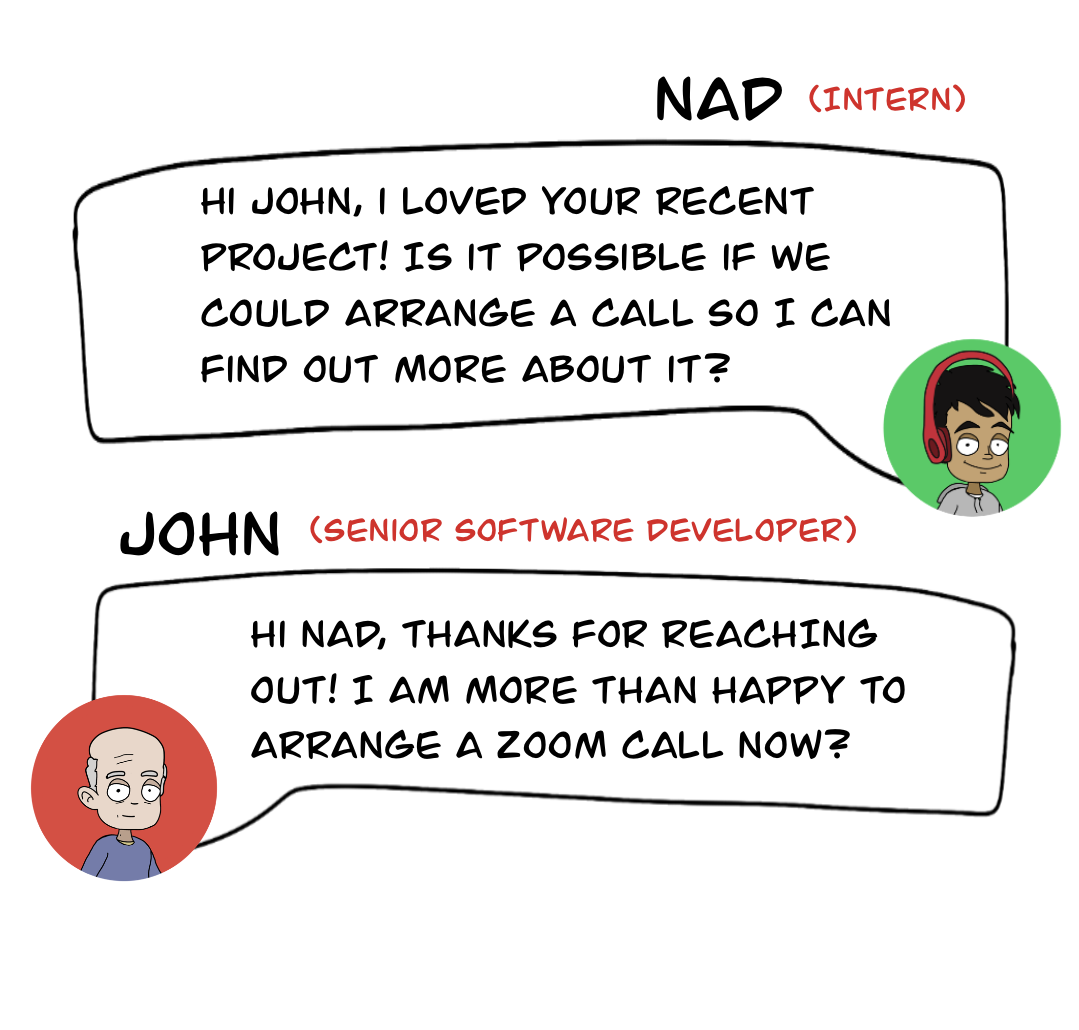 NAD (INTERN)
HI JOHN, I LOVED YOUR RECENT
PROJECT! IS IT POSSIBLE IF WE
COULD ARRANGE A CALL SO I CAN
FIND OUT MORE ABOUT IT?
JOHN (SENIOR SOFTWARE DEVELOPER)
HI NAD, THANKS FOR REACHING
OUT! I AM MORE THAN HAPPY TO
ARRANGE A ZOOM CALL NOW?